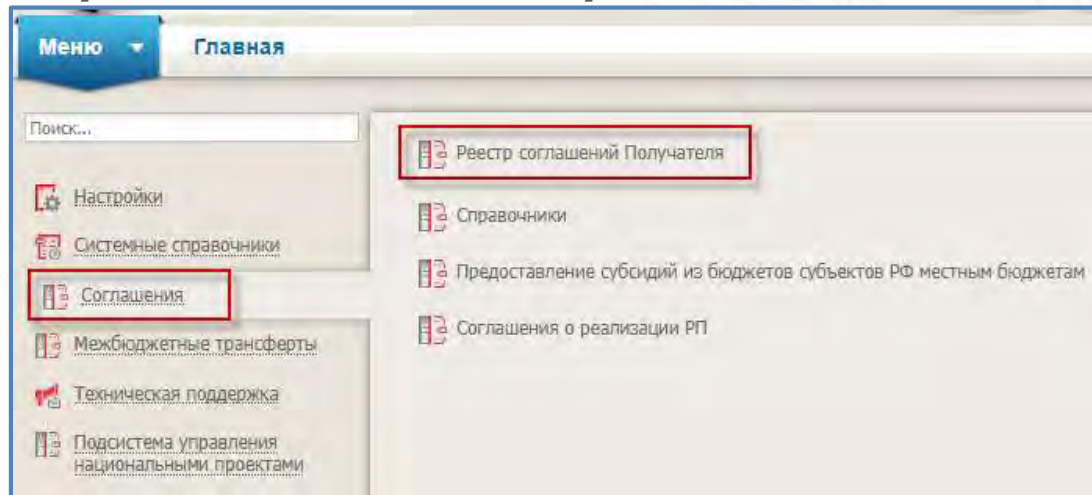 Меню
Главная
Поиск...
Настройки
Системные справочники
Соглашения
Межбюджетные трансферты
Техническая поддержка
Подсистема управления
национальными проектами
Реестр соглашений Получателя
Справочники
Предоставление субсидий из бюджетов субъектов РФ местным бюджетам
Соглашения о реализации РП